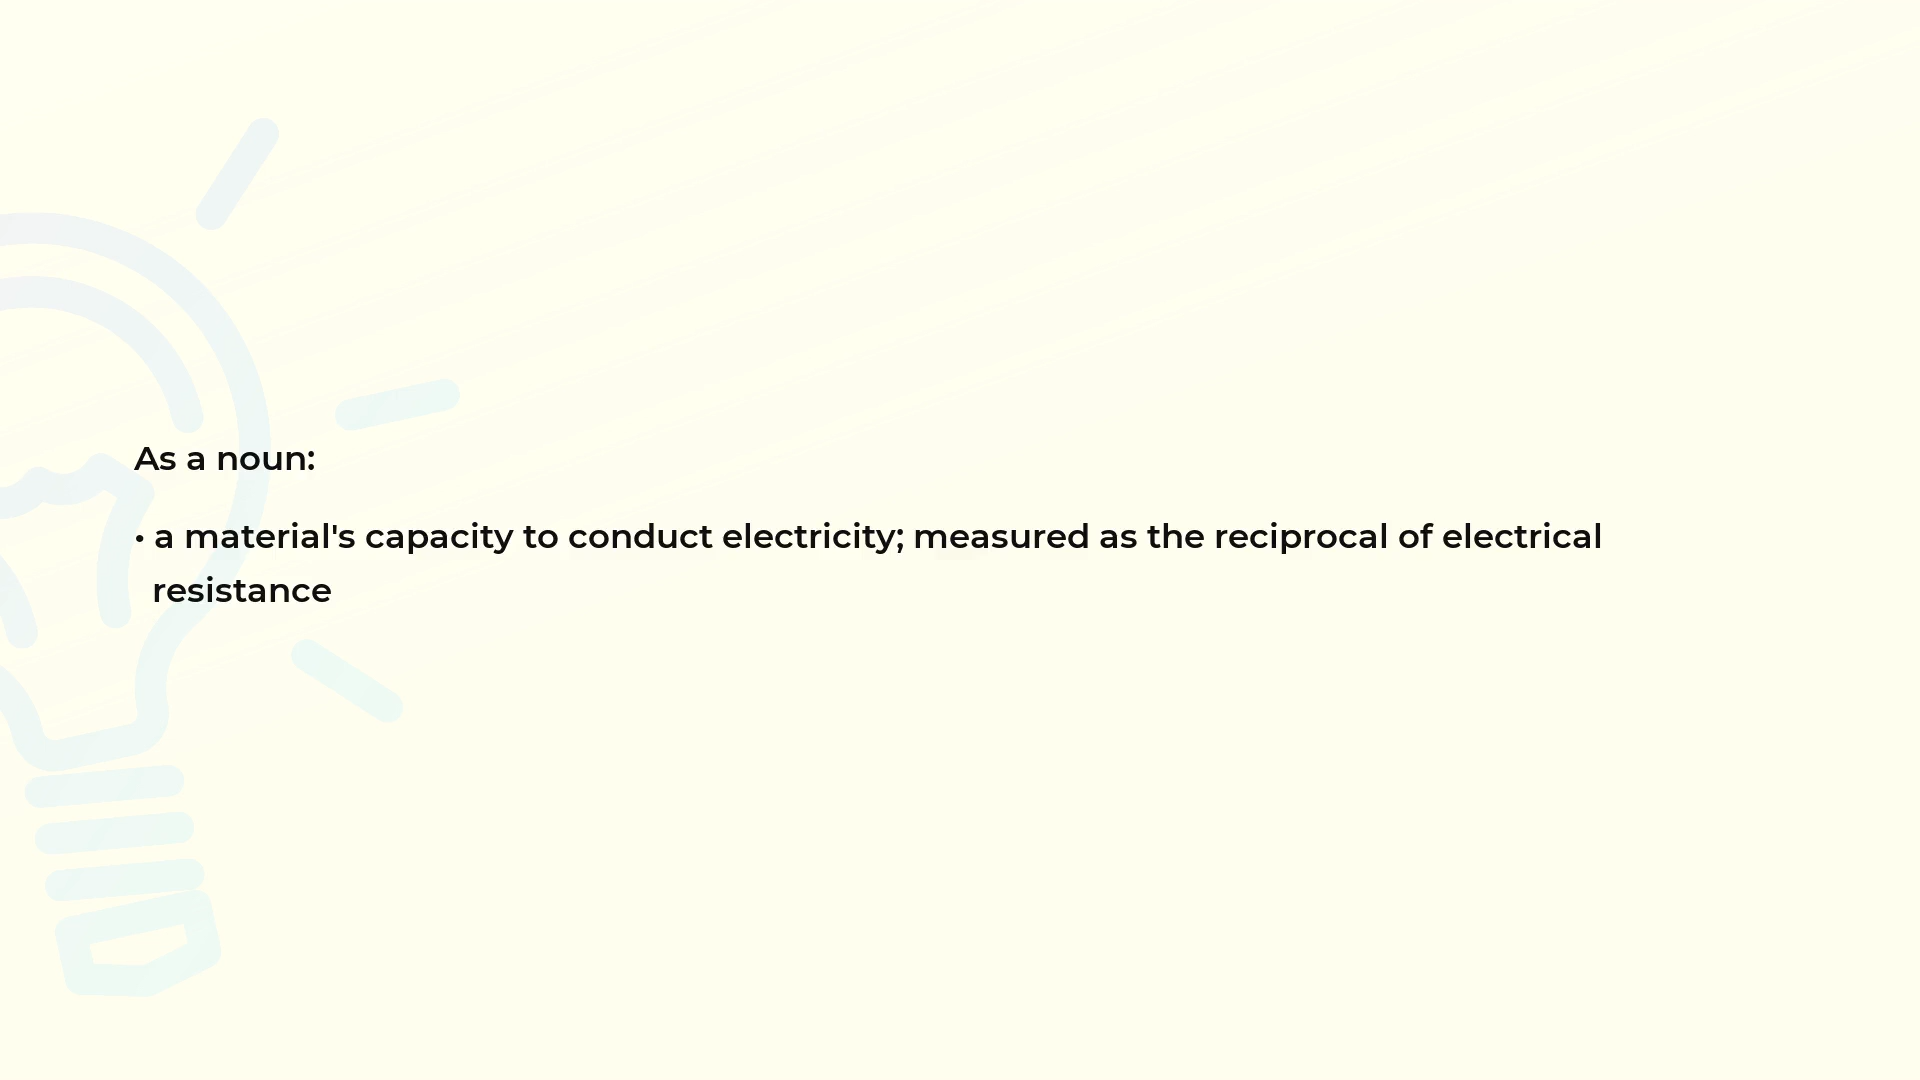 As a noun:
• a material's capacity to conduct electricity; measured as the reciprocal of electrical
resistance